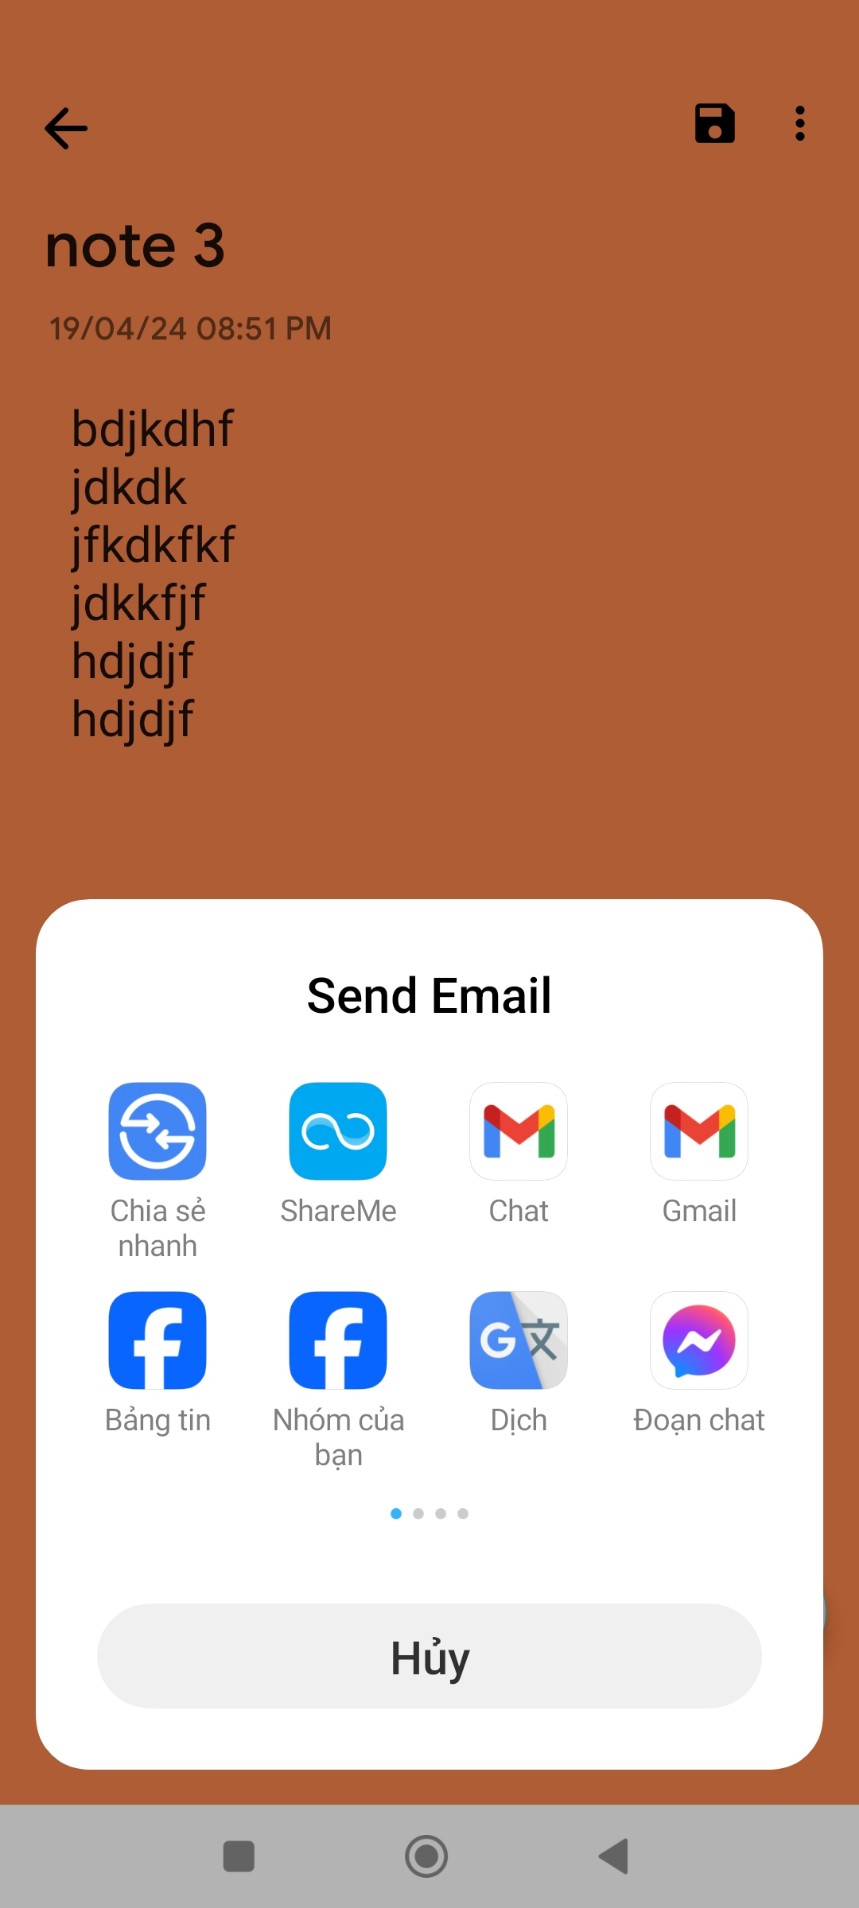 note 3
19/04/24 08:51 PM
bdjkdhf
jdkdk
jfkdkfkf
jdkkfjf
hdjdjf
hdjdjf
Send Email
Chia sẻ
nhanh
ShareMe
Chat
Gmail
Bảng tin
Nhóm của
bạn
Dịch
Đoạn chat
Hủy